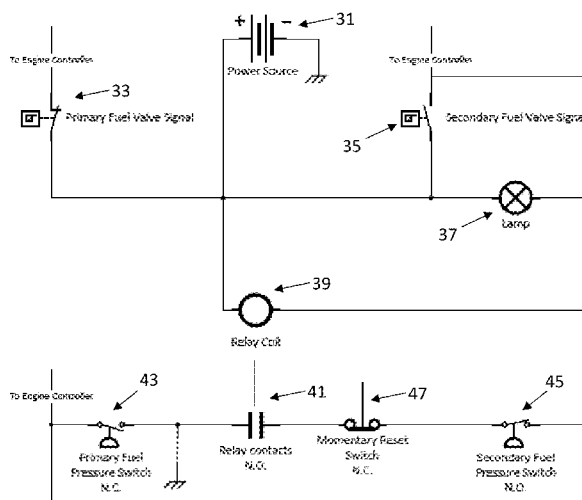 + − 31
To Engine Controller
To Engine Controller
Power Source
33
Primary Fuel Valve Signal
35
Secondary Fuel Valve Signal
37
Lamp
39
Relay Coil
To Engine Controller
43
41
47
45
Primary Fuel
Pressure Switch
N.C.
Relay contacts
N.O.
Momentary Reset
Switch
N.C.
Secondary Fuel
Pressure Switch
N.O.